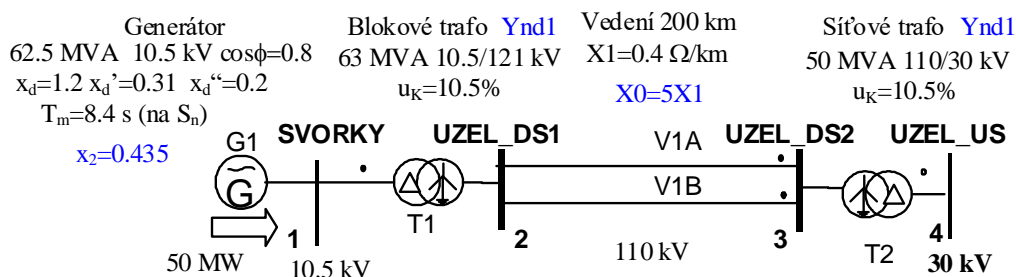 Generátor
62.5 MVA 10.5 kV cosϕ=0.8
x_d=1.2 x_d’=0.31 x_d“=0.2
T_m=8.4 s (na S_n)
x_2=0.435
Blokové trafo Ynd1
63 MVA 10.5/121 kV
u_K=10.5%
Vedení 200 km
X1=0.4 Ω/km
X0=5X1
Síťové trafo Ynd1
50 MVA 110/30 kV
u_K=10.5%
G1 SVORKY UZEL_DS1 V1A UZEL_DS2 UZEL_US
G̃
V1B
T1
T2
1 2 3 4
50 MW 10.5 kV 110 kV 30 kV